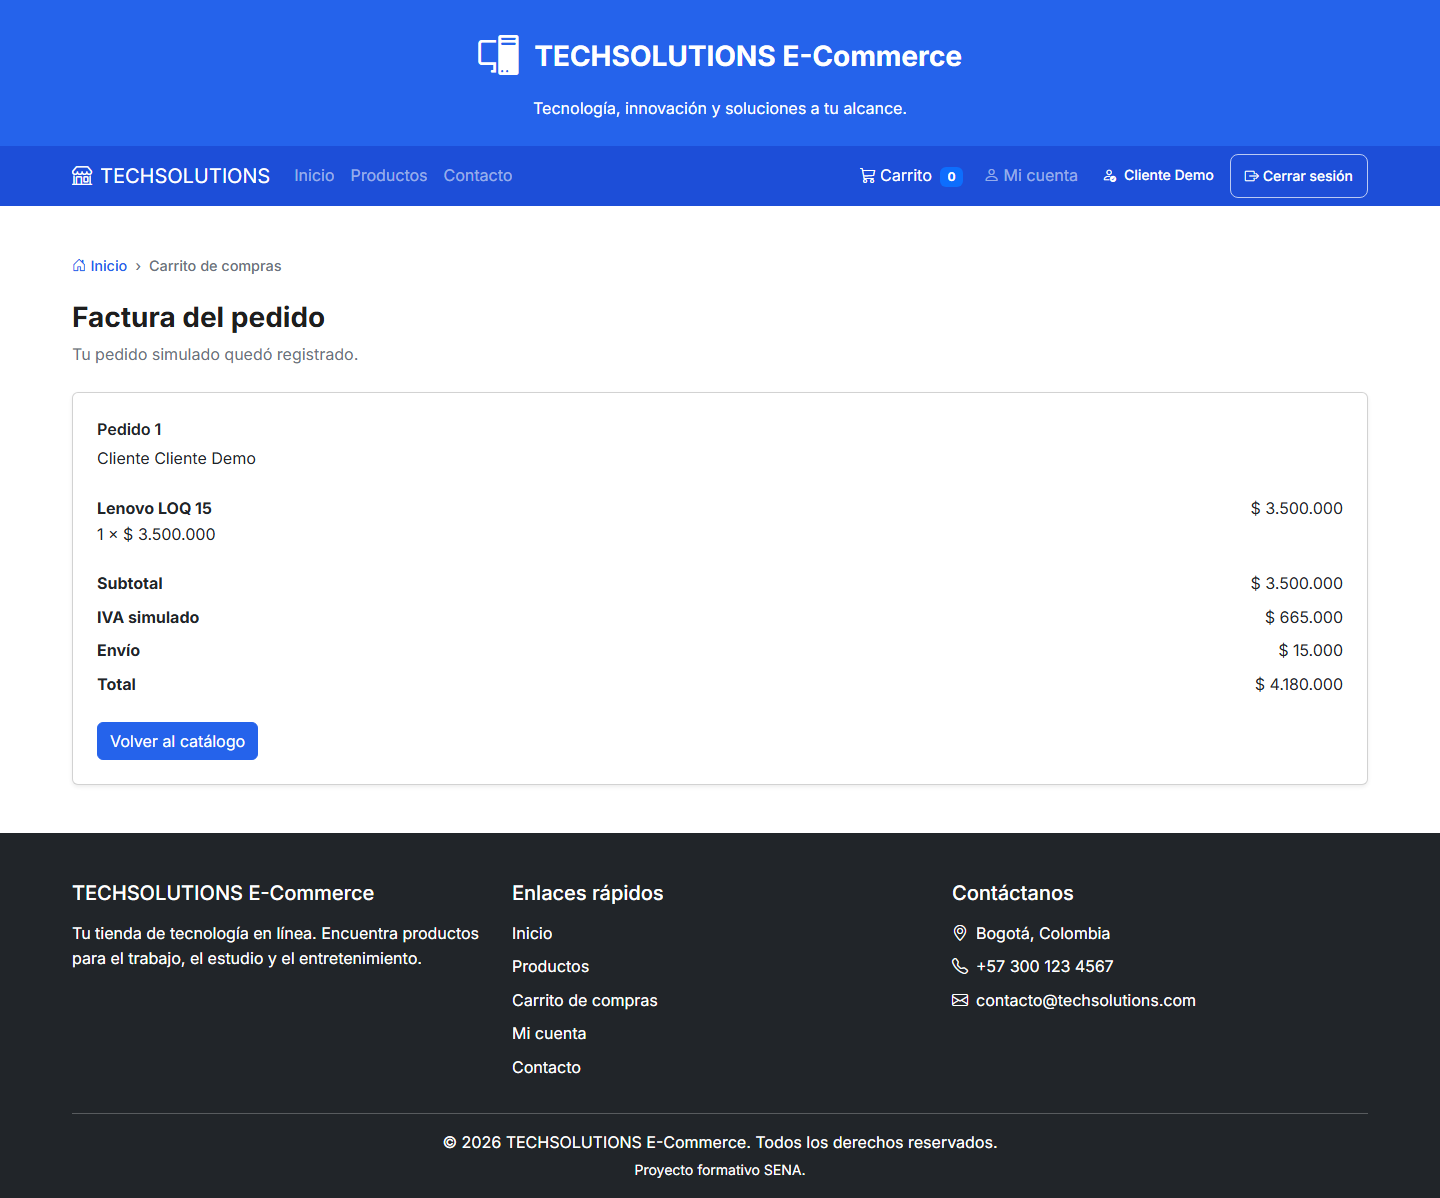 TECHSOLUTIONS E-Commerce
Tecnología, innovación y soluciones a tu alcance.
TECHSOLUTIONS Inicio Productos Contacto Carrito 0 Mi cuenta Cliente Demo Cerrar sesión
Inicio › Carrito de compras
Factura del pedido
Tu pedido simulado quedó registrado.
Pedido 1
Cliente Cliente Demo
Lenovo LOQ 15 $ 3.500.000
1 × $ 3.500.000
Subtotal $ 3.500.000
IVA simulado $ 665.000
Envío $ 15.000
Total $ 4.180.000
Volver al catálogo
TECHSOLUTIONS E-Commerce
Tu tienda de tecnología en línea. Encuentra productos
para el trabajo, el estudio y el entretenimiento.
Enlaces rápidos
Inicio
Productos
Carrito de compras
Mi cuenta
Contacto
Contáctanos
Bogotá, Colombia
+57 300 123 4567
contacto@techsolutions.com
© 2026 TECHSOLUTIONS E-Commerce. Todos los derechos reservados.
Proyecto formativo SENA.